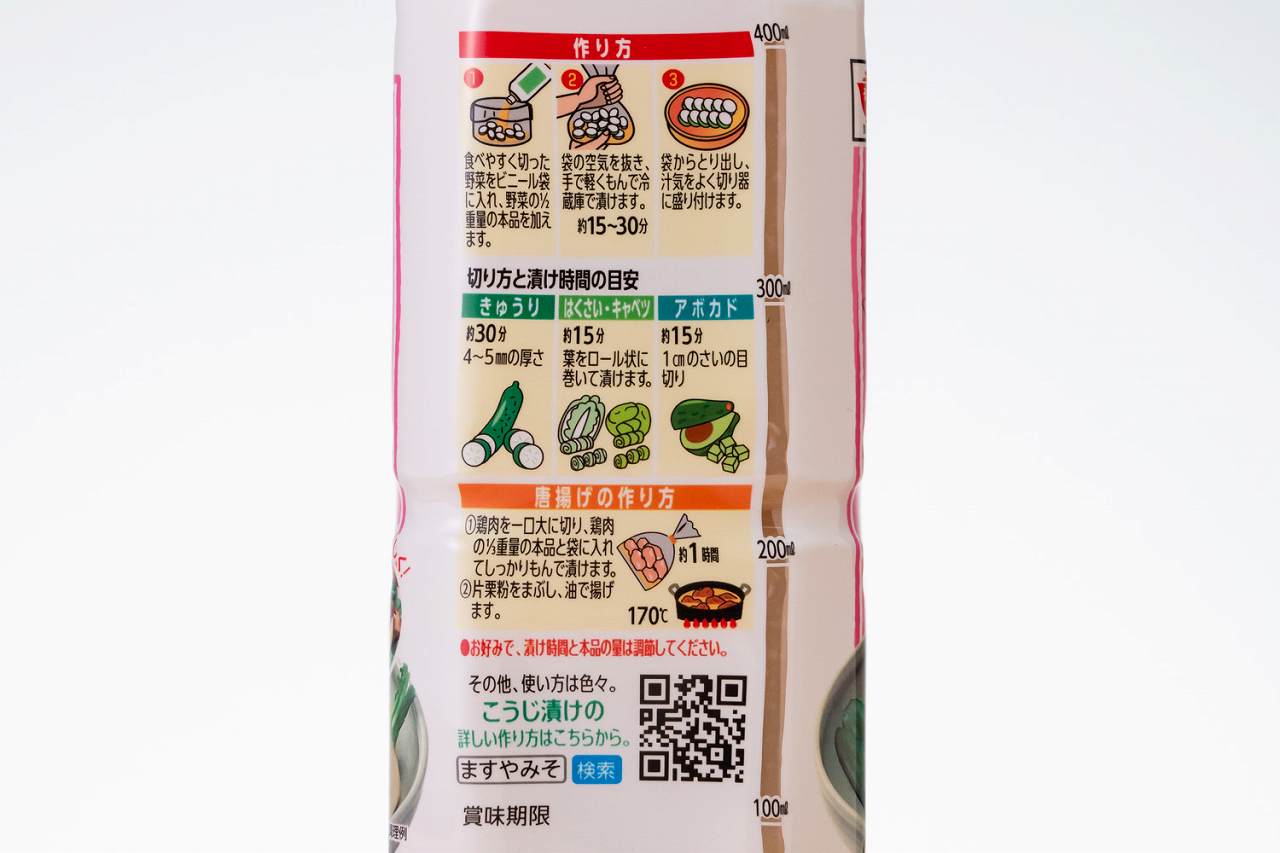 作り方
1
食べやすく切った
野菜をビニール袋
に入れ、野菜の½
重量の本品を加え
ます。
2
袋の空気を抜き、
手で軽くもんで冷
蔵庫で漬けます。
約15~30分
3
袋からとり出し、
汁気をよく切り器
に盛り付けます。
切り方と漬け時間の目安
きゅうり
約30分
4~5㎜の厚さ
はくさい・キャベツ
約15分
葉をロール状に
巻いて漬けます。
アボカド
約15分
1㎝のさいの目
切り
唐揚げの作り方
①鶏肉を一口大に切り、鶏肉
の⅓重量の本品と袋に入れ
てしっかりもんで漬けます。
約1時間
②片栗粉をまぶし、油で揚げ
ます。
170℃
●お好みで、漬け時間と本品の量は調節してください。
その他、使い方は色々。
こうじ漬けの
詳しい作り方はこちらから。
ますやみそ 検索
賞味期限
400㎖
300㎖
200㎖
100㎖
理例